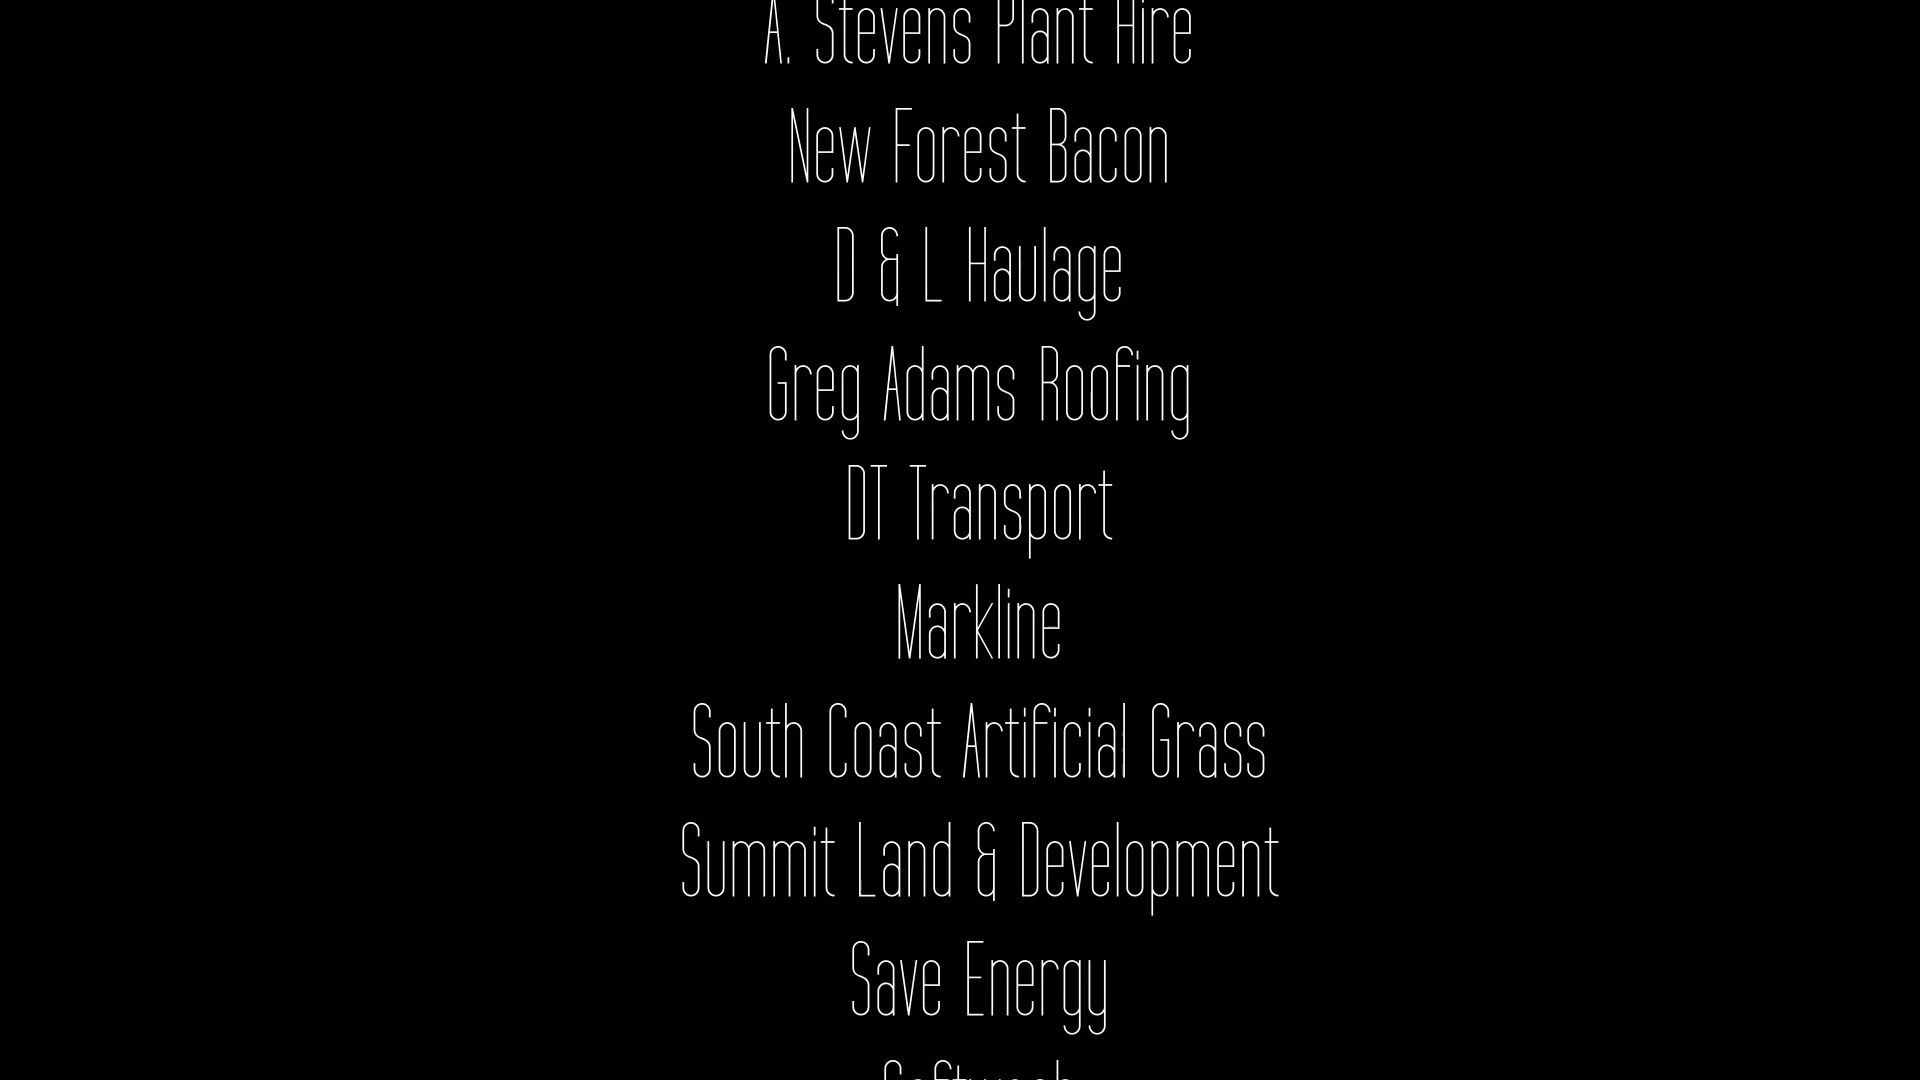 A. Stevens Plant Hire
New Forest Bacon
D & L Haulage
Greg Adams Roofing
DT Transport
Markline
South Coast Artificial Grass
Summit Land & Development
Save Energy